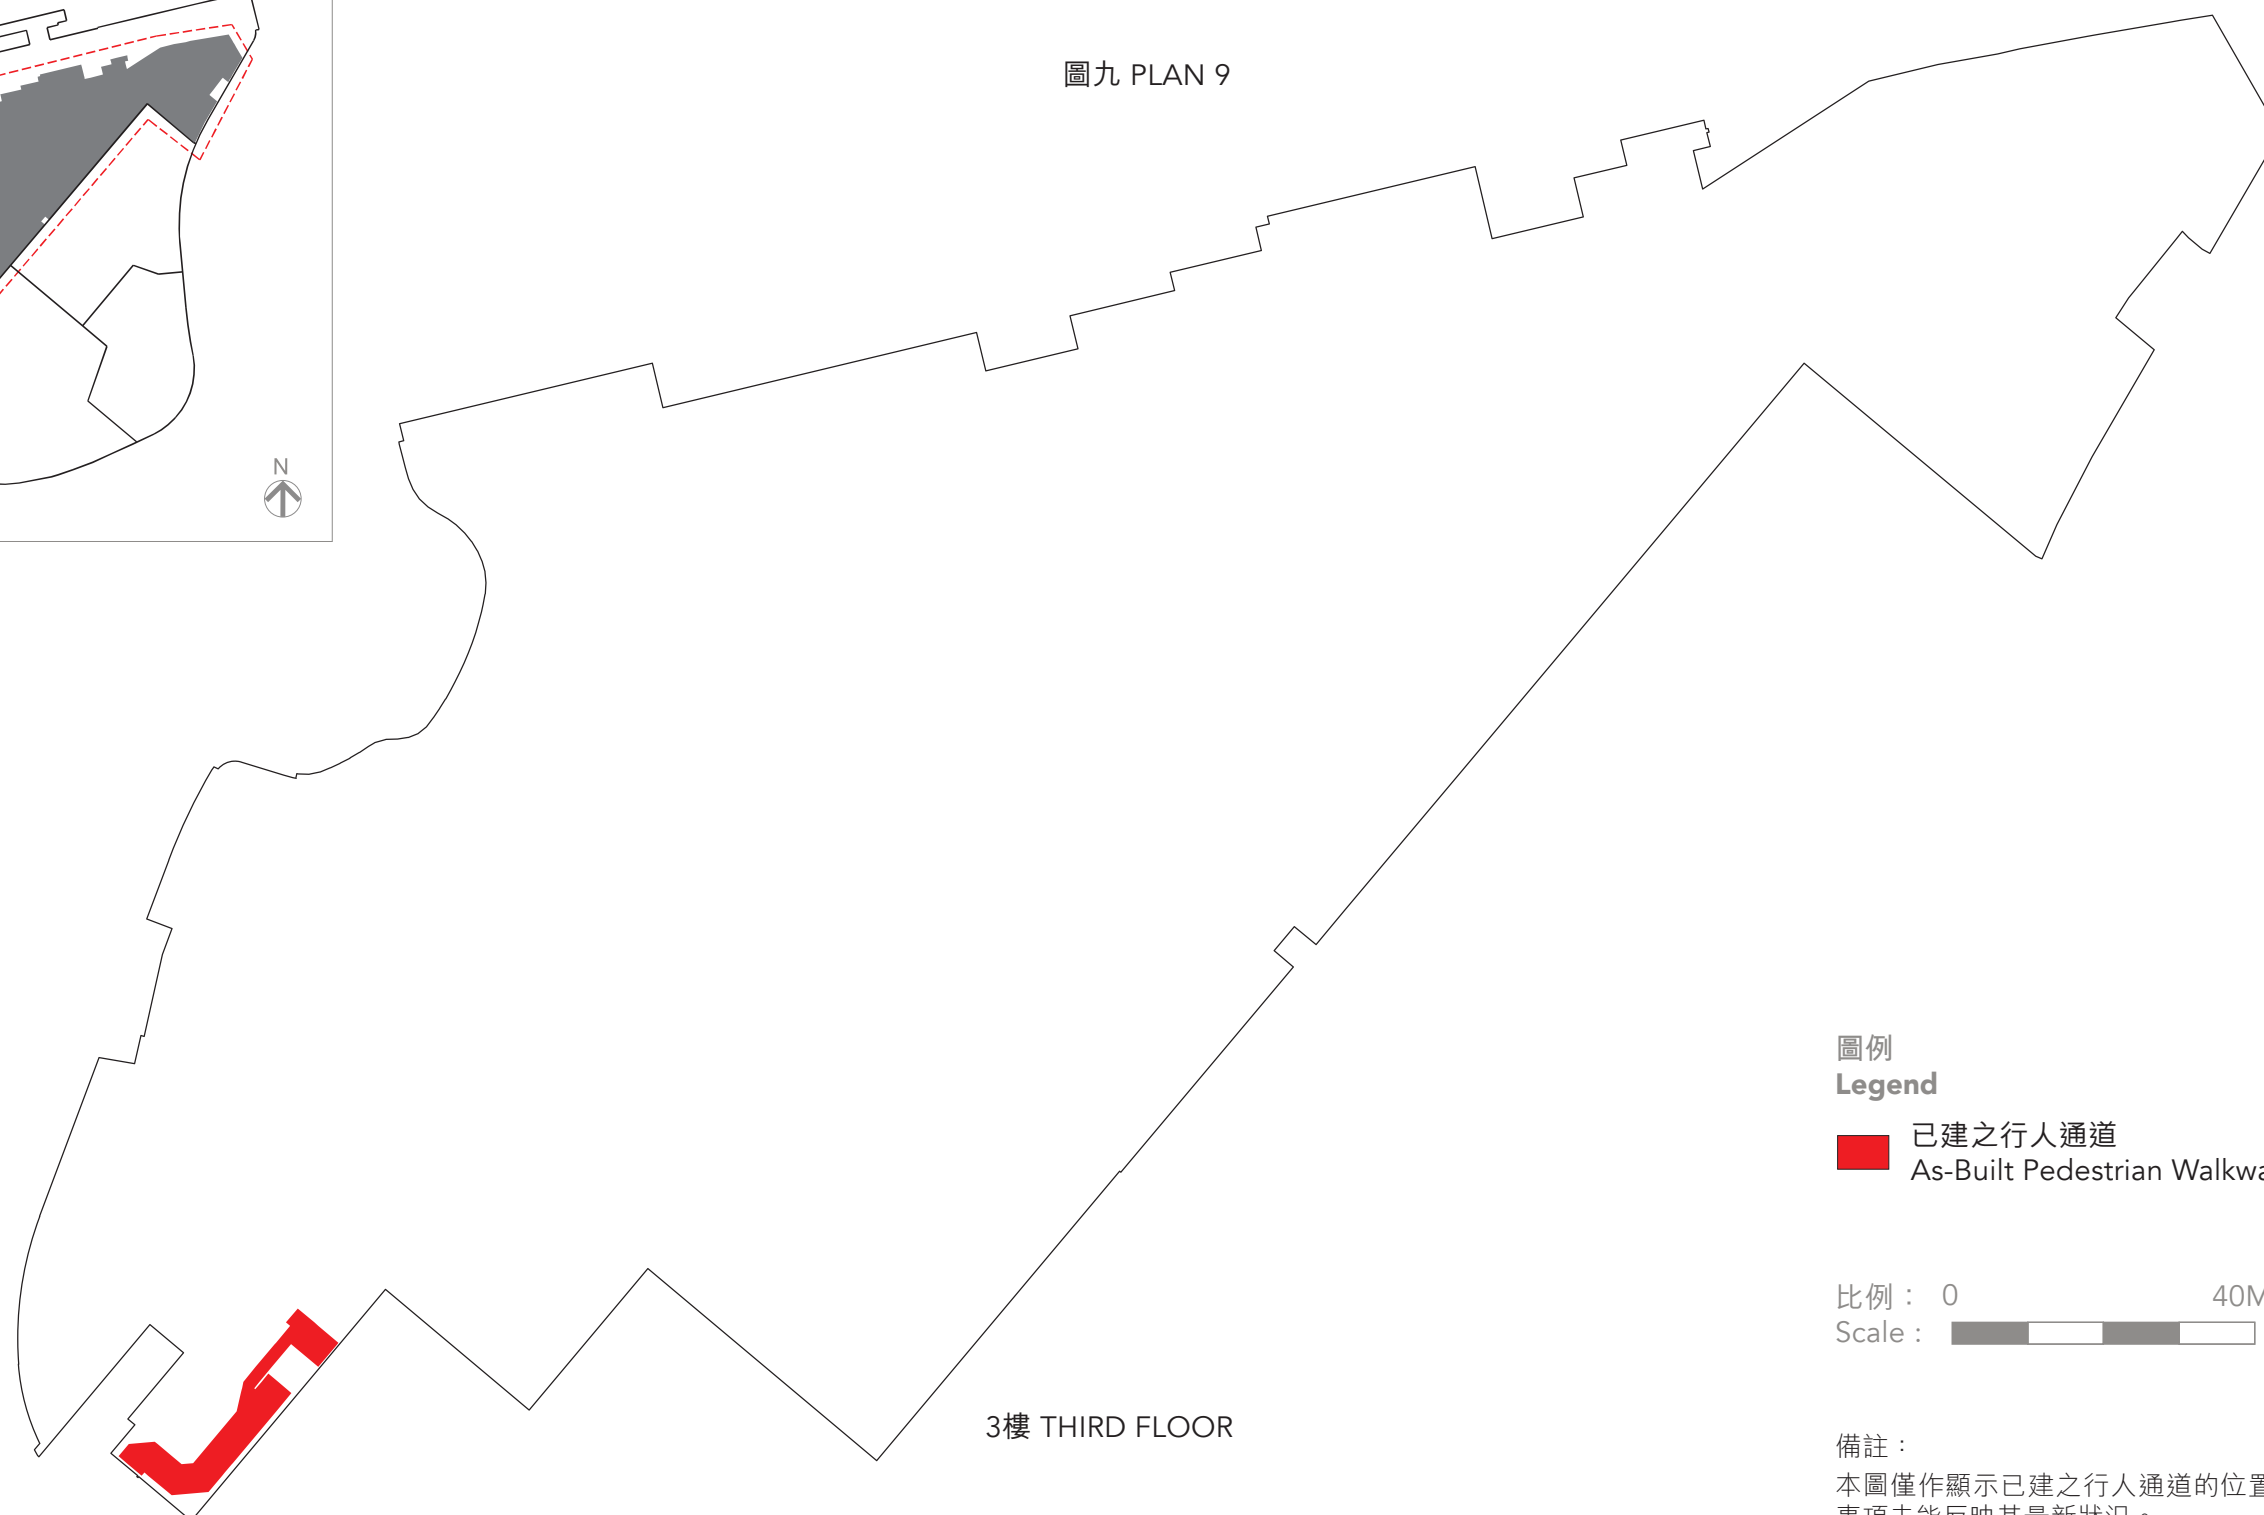 圖九 PLAN 9
N
圖例
Legend
已建之行人通道
As-Built Pedestrian
比例： 0 40M
Scale :
3樓 THIRD FLOOR
備註：
本圖僅作顯示已建之行人通道的位置